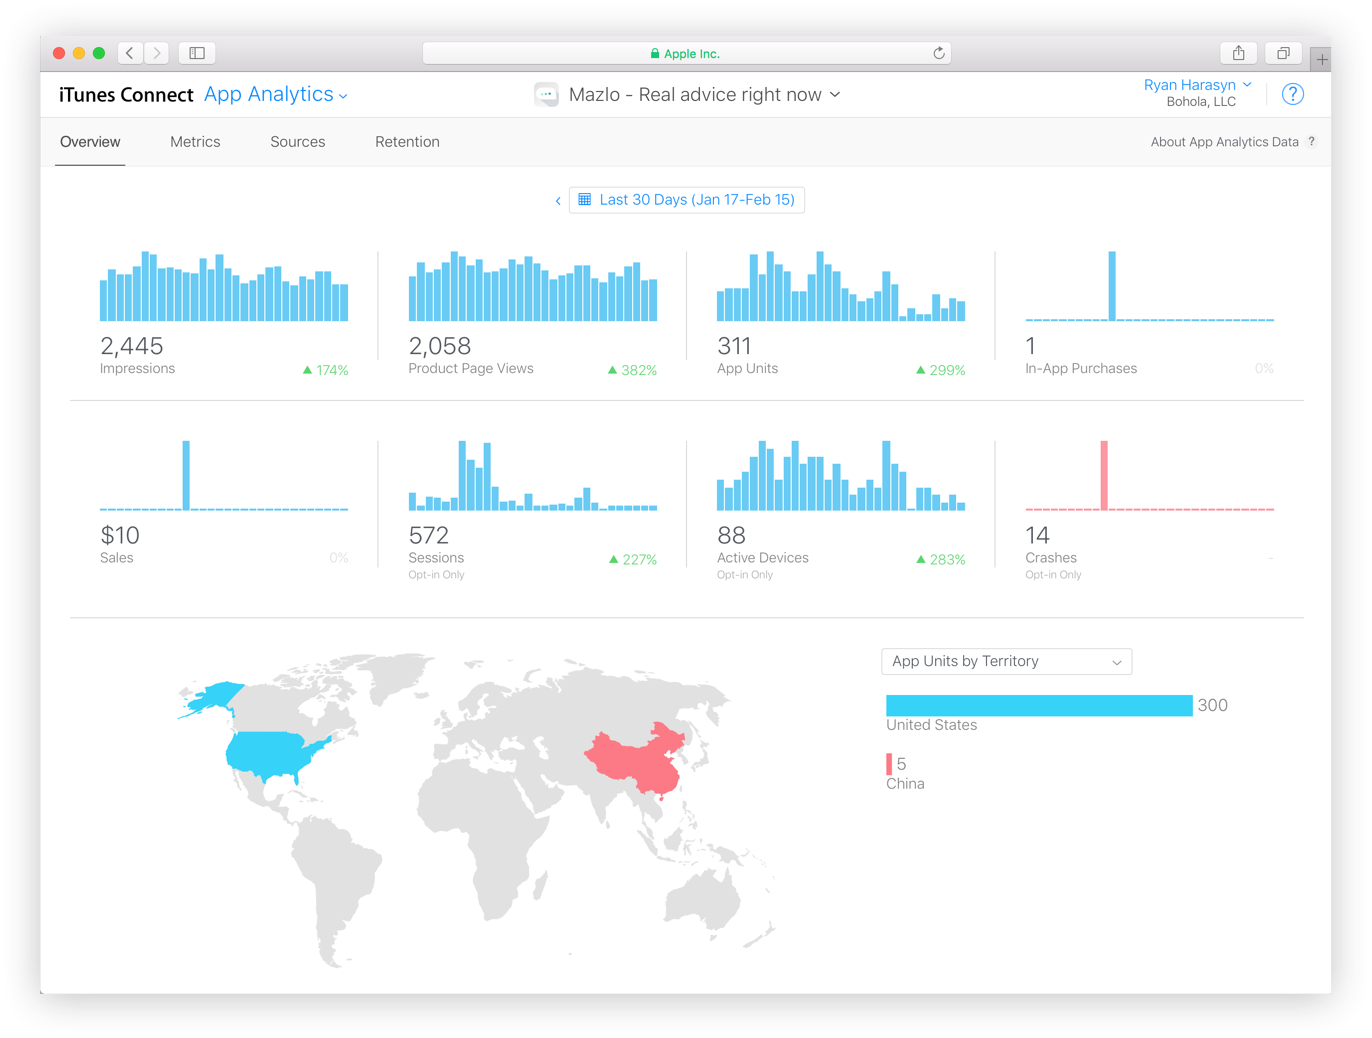 Apple Inc.
iTunes Connect App Analytics
Mazlo - Real advice right now
Ryan Harasyn
Bohola, LLC
?
Overview Metrics Sources Retention
About App Analytics Data ?
Last 30 Days (Jan 17-Feb 15)
2,445
Impressions
174%
2,058
Product Page Views
382%
311
App Units
299%
1
In-App Purchases
0%
$10
Sales
0%
572
Sessions
Opt-in Only
227%
88
Active Devices
Opt-in Only
283%
14
Crashes
Opt-in Only
-
App Units by Territory
300
United States
5
China